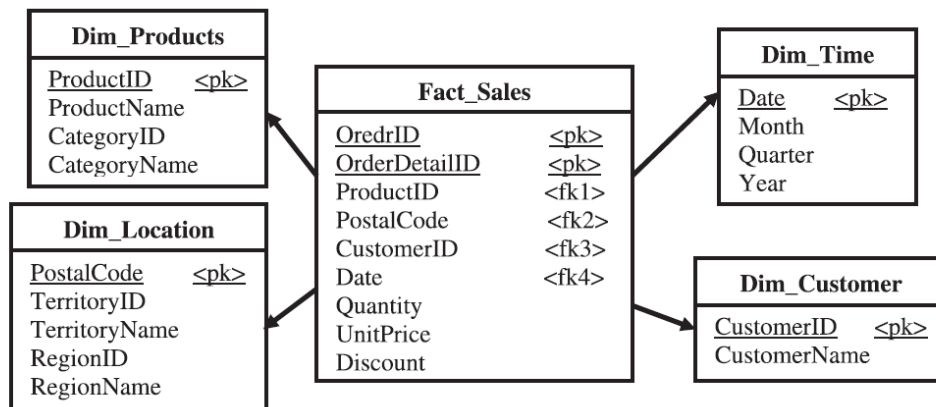 Dim_Products
ProductID <pk>
ProductName
CategoryID
CategoryName
Dim_Location
PostalCode <pk>
TerritoryID
TerritoryName
RegionID
RegionName
Fact_Sales
OredrID <pk>
OrderDetailID <pk>
ProductID <fk1>
PostalCode <fk2>
CustomerID <fk3>
Date <fk4>
Quantity
UnitPrice
Discount
Dim_Time
Date <pk>
Month
Quarter
Year
Dim_Customer
CustomerID <pk>
CustomerName